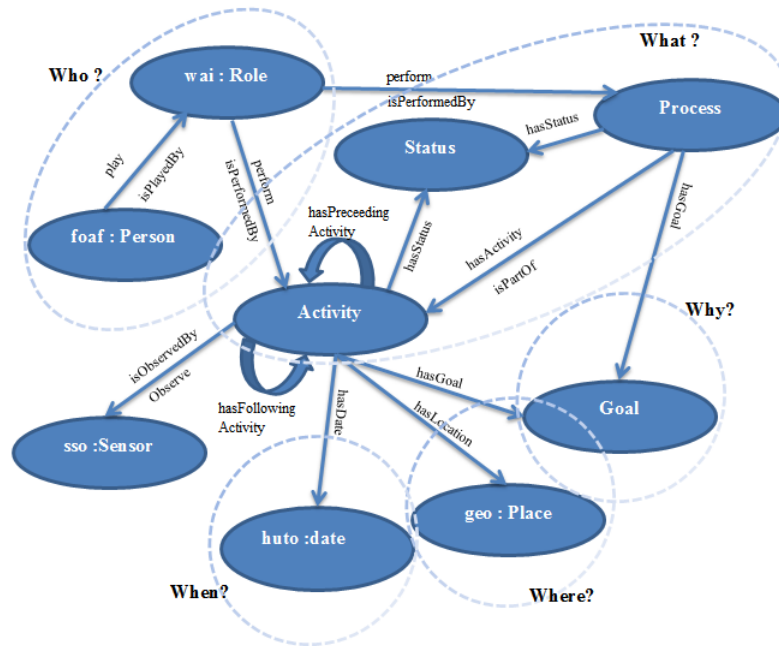 What ?
Who ?
wai : Role
perform
isPerformedBy
Process
Status
hasStatus
play
isPlayedBy
perform
isPerformedBy
foaf : Person
hasPreceeding
Activity
hasStatus
hasActivity
isPartOf
hasGoal
Activity
Why?
isObservedBy
Observe
hasFollowing
Activity
hasDate
hasGoal
hasLocation
Goal
sso :Sensor
geo : Place
huto :date
When?
Where?